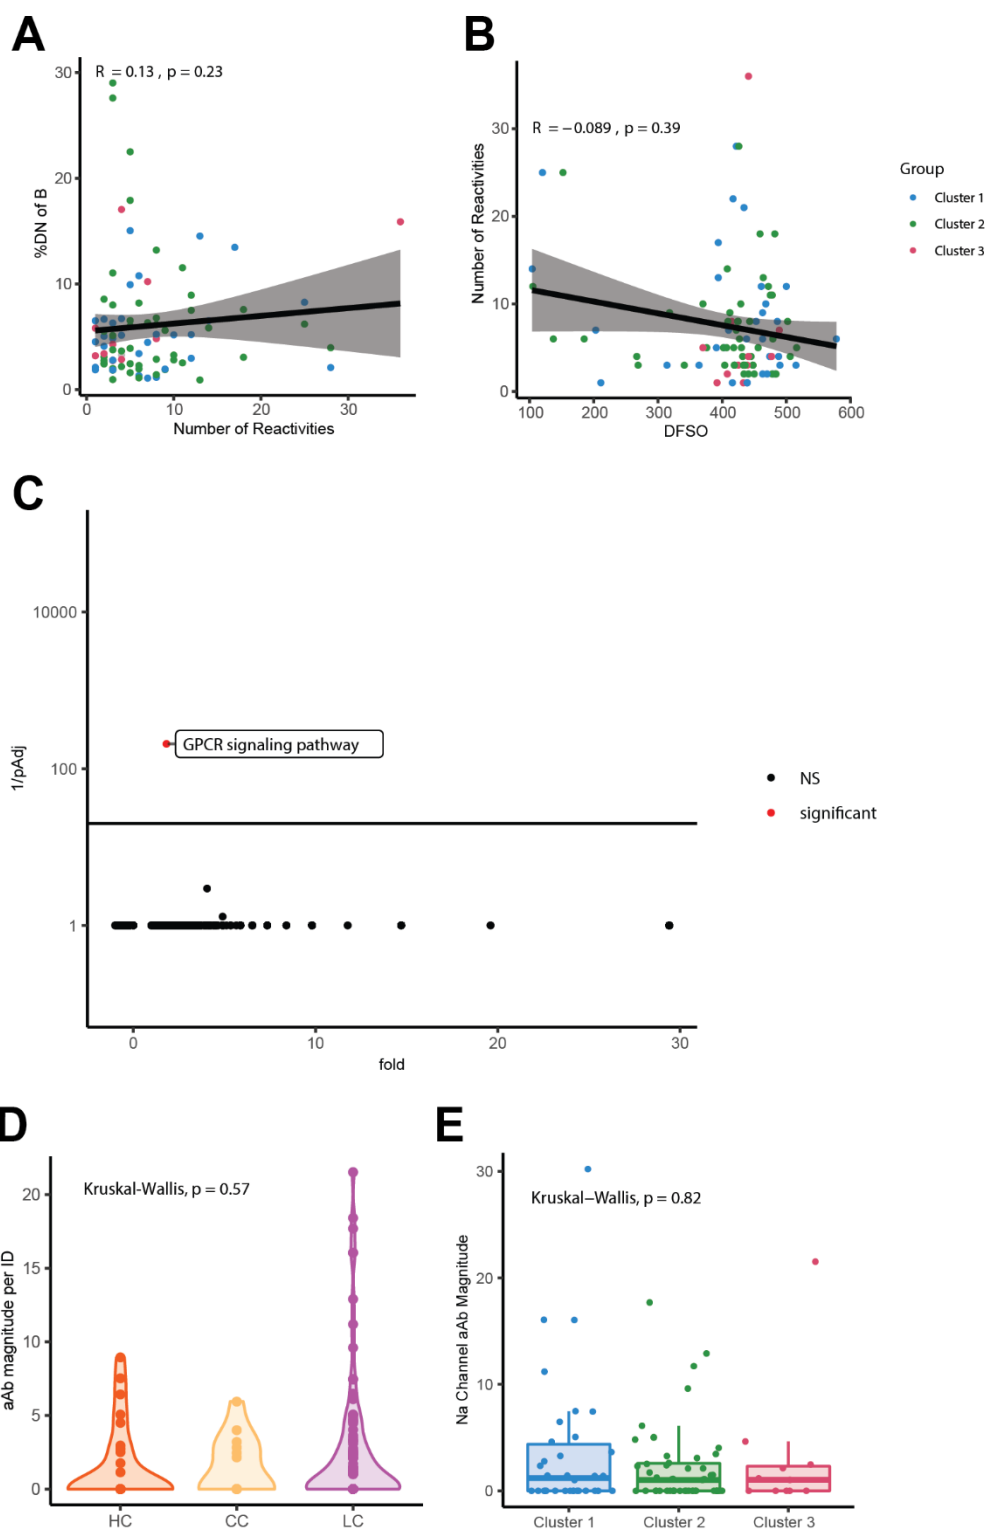 A
R = 0.13 , p = 0.23
%DN of B
30
20
10
0
0
10
20
30
Number of Reactivities
B
R = −0.089 , p = 0.39
Number of Reactivities
30
20
10
0
100
200
300
400
500
600
DFSO
Group
Cluster 1
Cluster 2
Cluster 3
C
1/pAdj
10000
100
1
GPCR signaling pathway
0
10
20
30
fold
NS
significant
D
Kruskal-Wallis, p = 0.57
aAb magnitude per ID
20
15
10
5
0
HC
CC
LC
E
Kruskal−Wallis, p = 0.82
Na Channel aAb Magnitude
30
20
10
0
Cluster 1
Cluster 2
Cluster 3